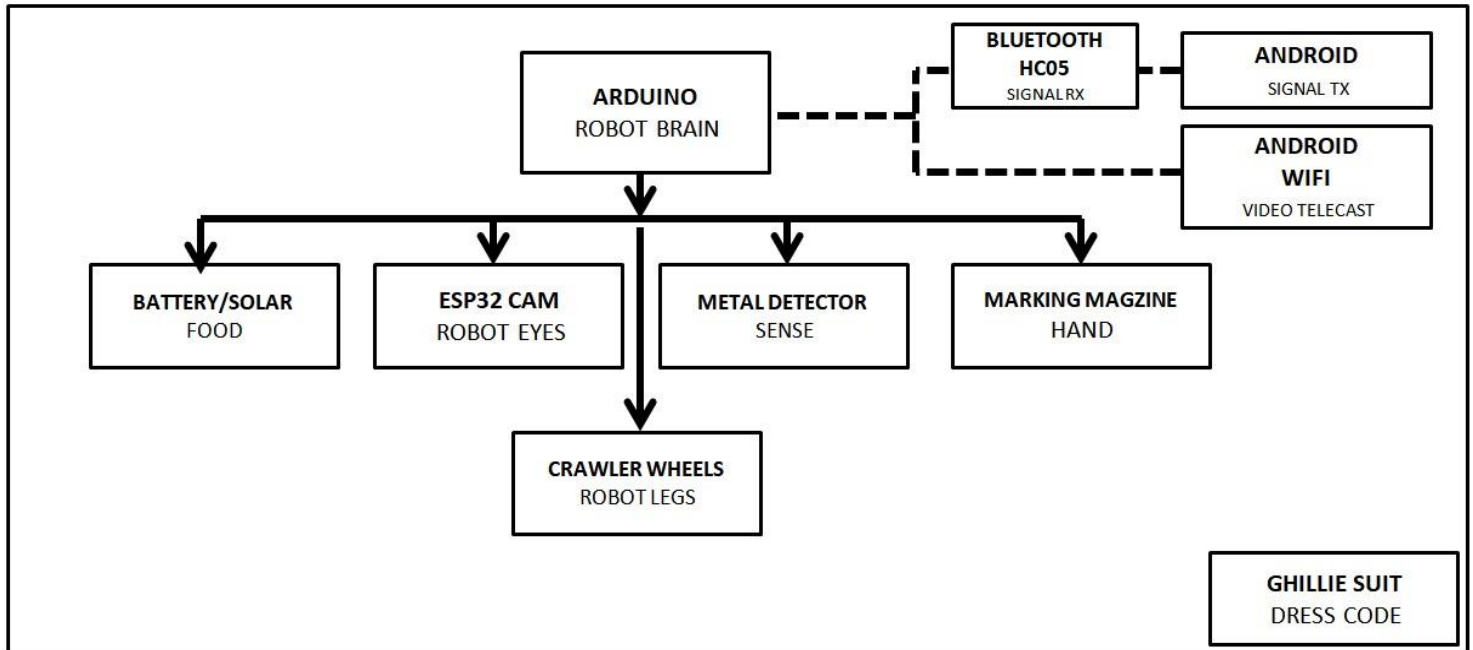 ARDUINO
ROBOT BRAIN
BLUETOOTH
HC05
SIGNAL RX
ANDROID
SIGNAL TX
ANDROID
WIFI
VIDEO TELECAST
BATTERY/SOLAR
FOOD
ESP32 CAM
ROBOT EYES
METAL DETECTOR
SENSE
MARKING MAGZINE
HAND
CRAWLER WHEELS
ROBOT LEGS
GHILLIE SUIT
DRESS CODE